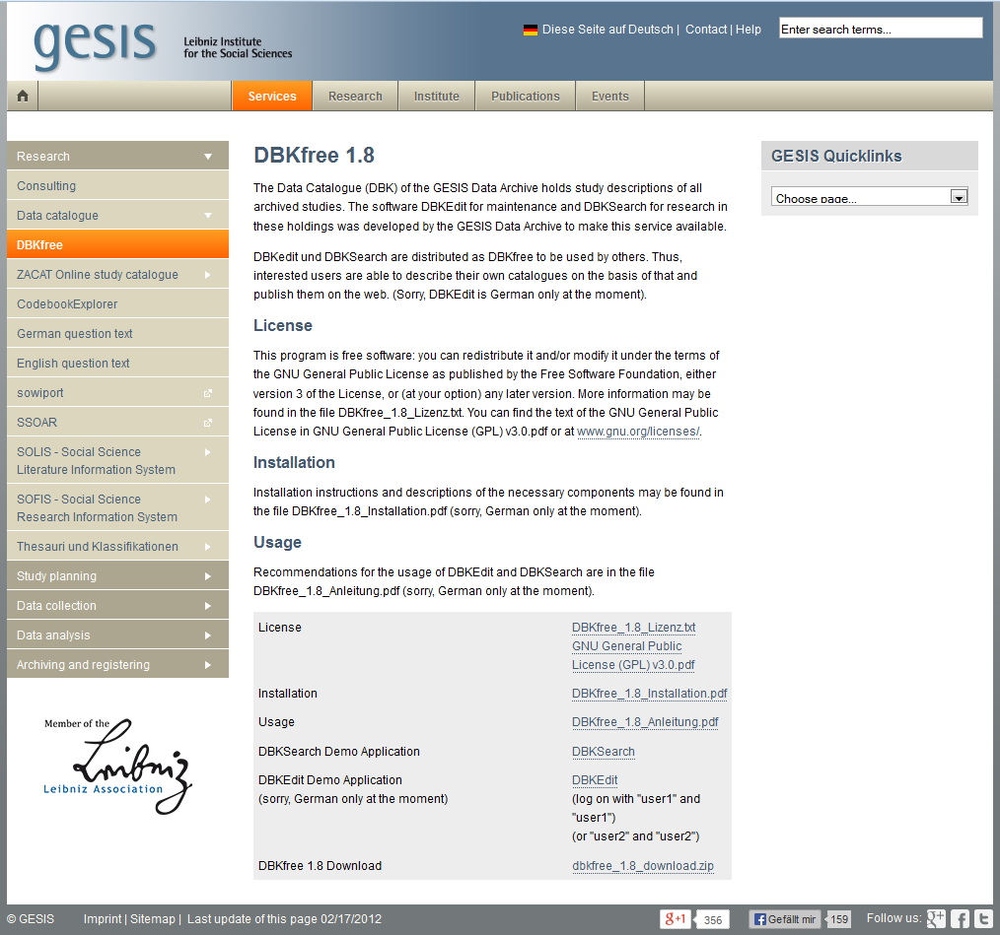 gesis
Leibniz Institute
for the Social Sciences
Diese Seite auf Deutsch | Contact | Help
Enter search terms...
Services
Research
Institute
Publications
Events
Research
Consulting
Data catalogue
DBKfree
ZACAT Online study catalogue
CodebookExplorer
German question text
English question text
sowiport
SSOAR
SOLIS - Social Science
Literature Information System
SOFIS - Social Science
Research Information System
Thesauri und Klassifikationen
Study planning
Data collection
Data analysis
Archiving and registering
Member of the
Leibniz
Leibniz Association
DBKfree 1.8
The Data Catalogue (DBK) of the GESIS Data Archive holds study descriptions of all
archived studies. The software DBKEdit for maintenance and DBKSearch for research in
these holdings was developed by the GESIS Data Archive to make this service available.
DBKedit und DBKSearch are distributed as DBKfree to be used by others. Thus,
interested users are able to describe their own catalogues on the basis of that and
publish them on the web. (Sorry, DBKEdit is German only at the moment).
License
This program is free software: you can redistribute it and/or modify it under the terms of
the GNU General Public License as published by the Free Software Foundation, either
version 3 of the License, or (at your option) any later version. More information may be
found in the file DBKfree_1.8_Lizenz.txt. You can find the text of the GNU General Public
License in GNU General Public License (GPL) v3.0.pdf or at www.gnu.org/licenses/.
Installation
Installation instructions and descriptions of the necessary components may be found in
the file DBKfree_1.8_Installation.pdf (sorry, German only at the moment).
Usage
Recommendations for the usage of DBKEdit and DBKSearch are in the file
DBKfree_1.8_Anleitung.pdf (sorry, German only at the moment).
License DBKfree_1.8_Lizenz.txt
GNU General Public
License (GPL) v3.0.pdf
Installation DBKfree_1.8_Installation.pdf
Usage DBKfree_1.8_Anleitung.pdf
DBKSearch Demo Application DBKSearch
DBKEdit Demo Application DBKEdit
(sorry, German only at the moment) (log on with "user1" and
"user1")
(or "user2" and "user2")
DBKfree 1.8 Download dbkfree_1.8_download.zip
GESIS Quicklinks
Choose page...
© GESIS Imprint | Sitemap | Last update of this page 02/17/2012
g+1 356 Gefällt mir 159 Follow us: